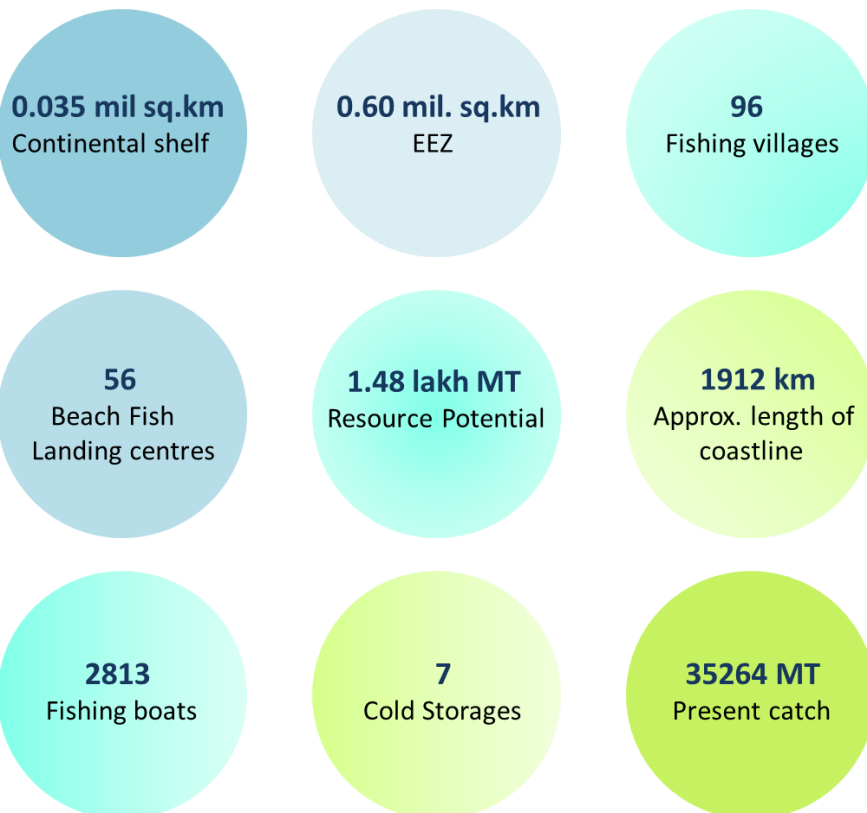 0.035 mil sq.km
Continental shelf
0.60 mil. sq.km
EEZ
96
Fishing villages
56
Beach Fish
Landing centres
1.48 lakh MT
Resource Potential
1912 km
Approx. length of
coastline
2813
Fishing boats
7
Cold Storages
35264 MT
Present catch